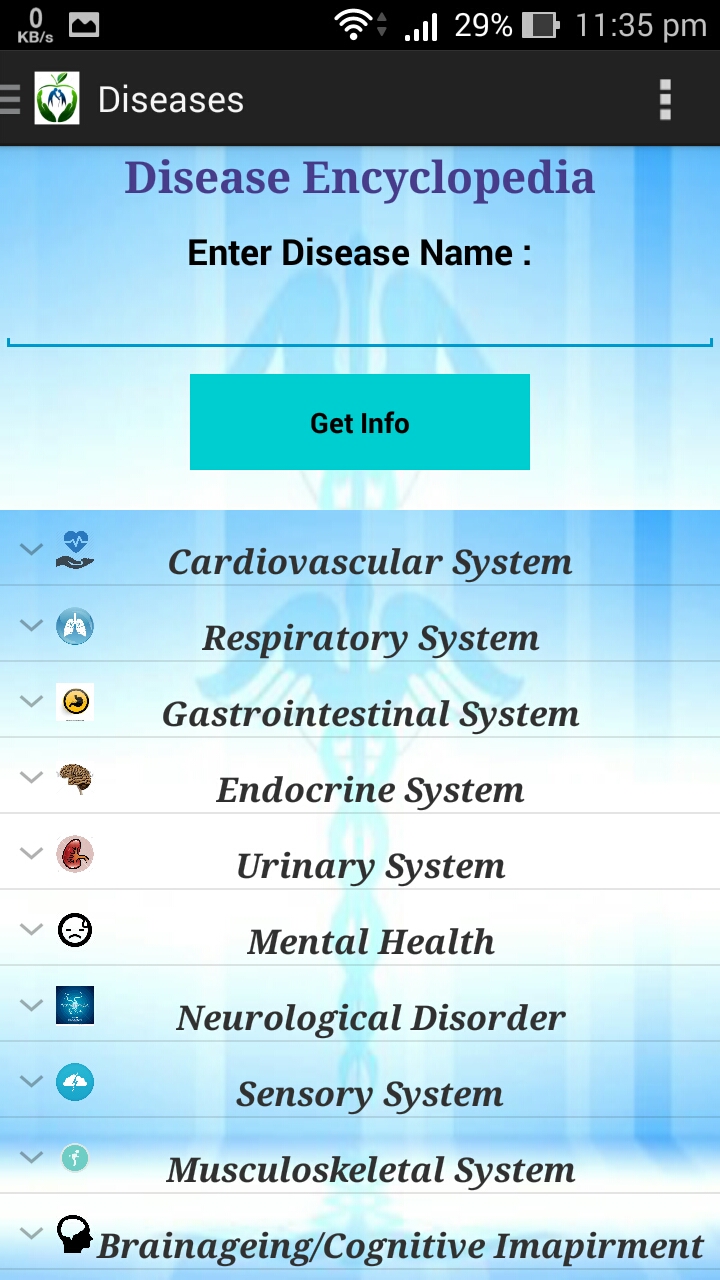 0
KB/s
29%
11:35 pm
Diseases
Disease Encyclopedia
Enter Disease Name :
Get Info
Cardiovascular System
Respiratory System
Gastrointestinal System
Endocrine System
Urinary System
Mental Health
Neurological Disorder
Sensory System
Musculoskeletal System
Brainageing/Cognitive Imapirment